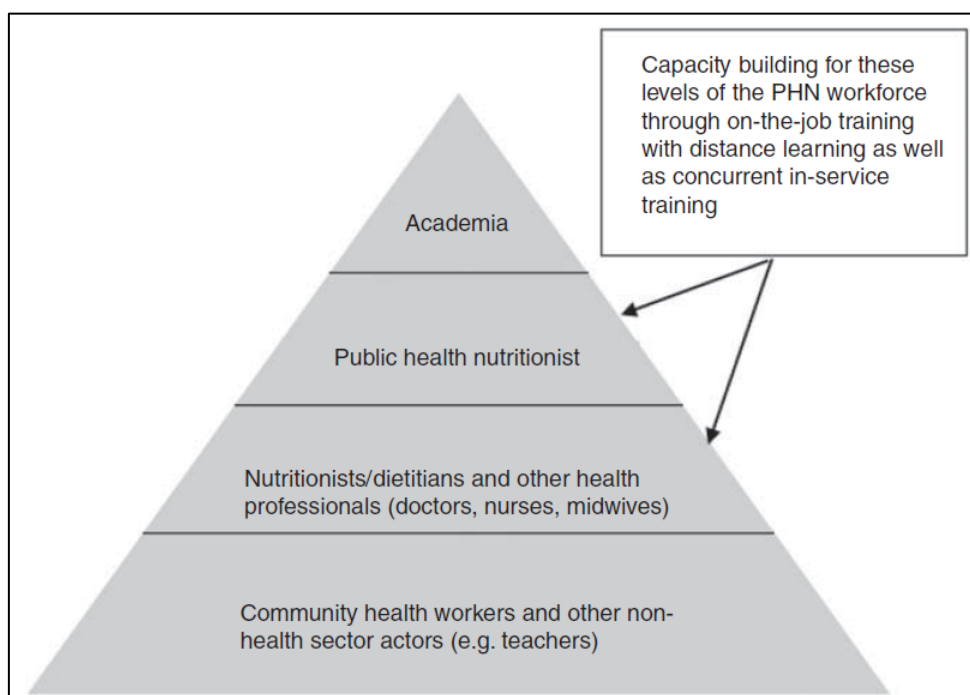 Capacity building for these
levels of the PHN workforce
through on-the-job training
with distance learning as well
as concurrent in-service
training
Academia
Public health nutritionist
Nutritionists/dietitians and other health
professionals (doctors, nurses, midwives)
Community health workers and other non-
health sector actors (e.g. teachers)